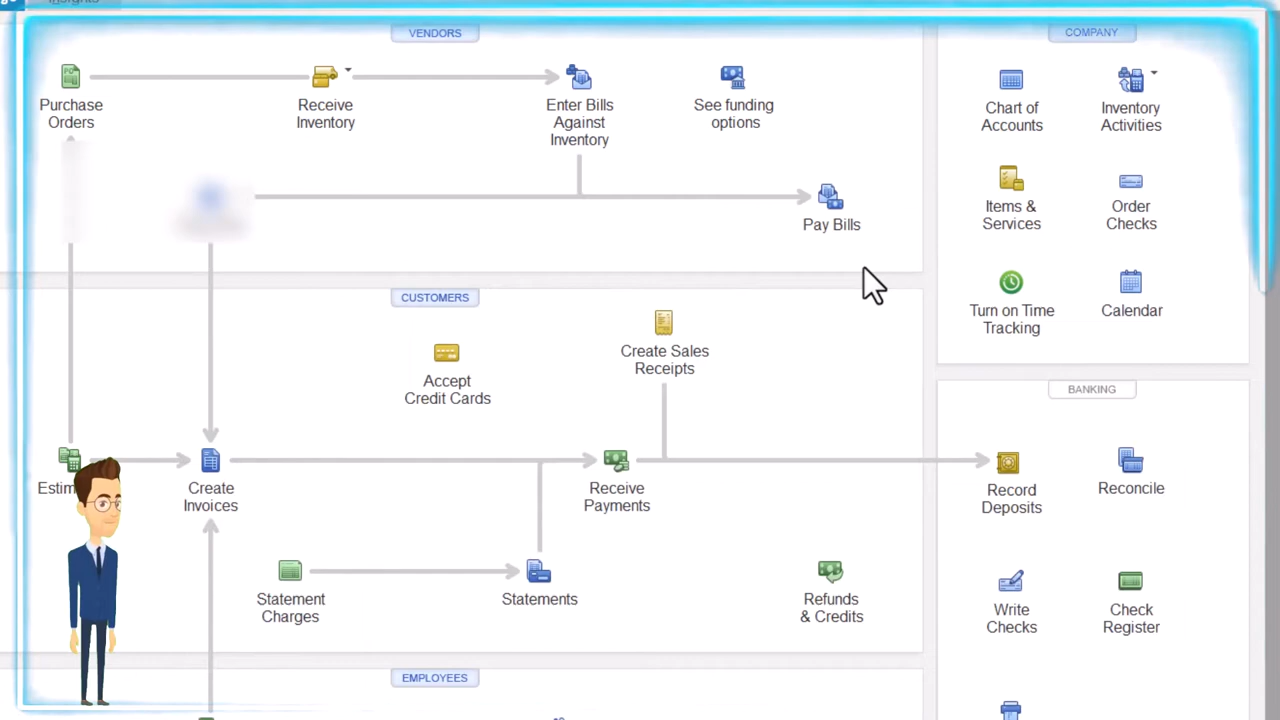 Insights
VENDORS
Purchase
Orders
Receive
Inventory
Enter Bills
Against
Inventory
See funding
options
Pay Bills
COMPANY
Chart of
Accounts
Inventory
Activities
Items &
Services
Order
Checks
Turn on Time
Tracking
Calendar
CUSTOMERS
Accept
Credit Cards
Create Sales
Receipts
Create
Invoices
Receive
Payments
Statement
Charges
Statements
Refunds
& Credits
BANKING
Record
Deposits
Reconcile
Write
Checks
Check
Register
EMPLOYEES